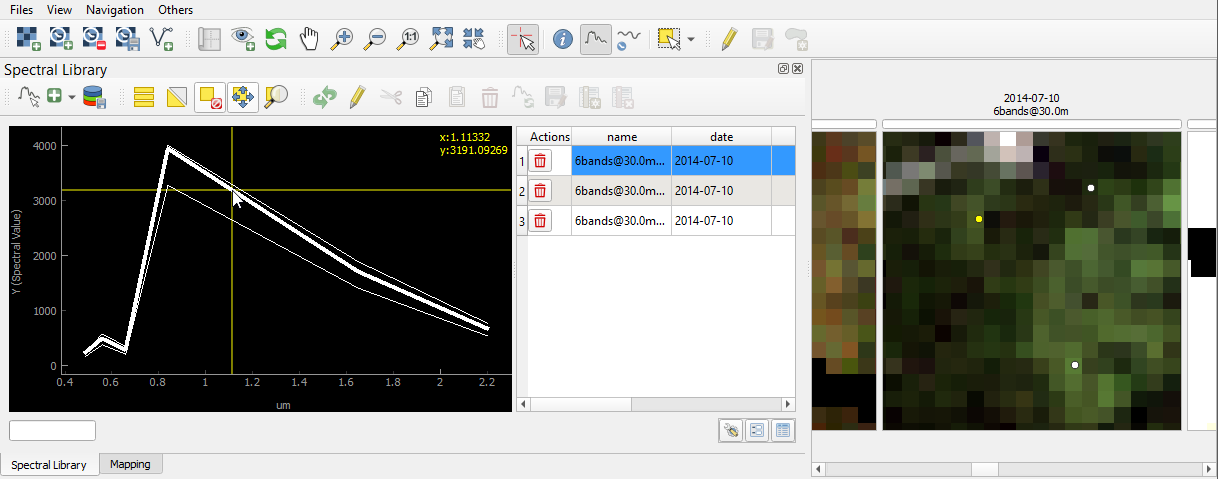 Files View Navigation Others
1:1
Spectral Library
x:1.11332
y:3191.09269
4000
3000
2000
1000
0
Y (Spectral Value)
0.4 0.6 0.8 1 1.2 1.4 1.6 1.8 2 2.2
um
Actions name date
1 6bands@30.0m... 2014-07-10
2 6bands@30.0m... 2014-07-10
3 6bands@30.0m... 2014-07-10
Spectral Library Mapping
2014-07-10
6bands@30.0m